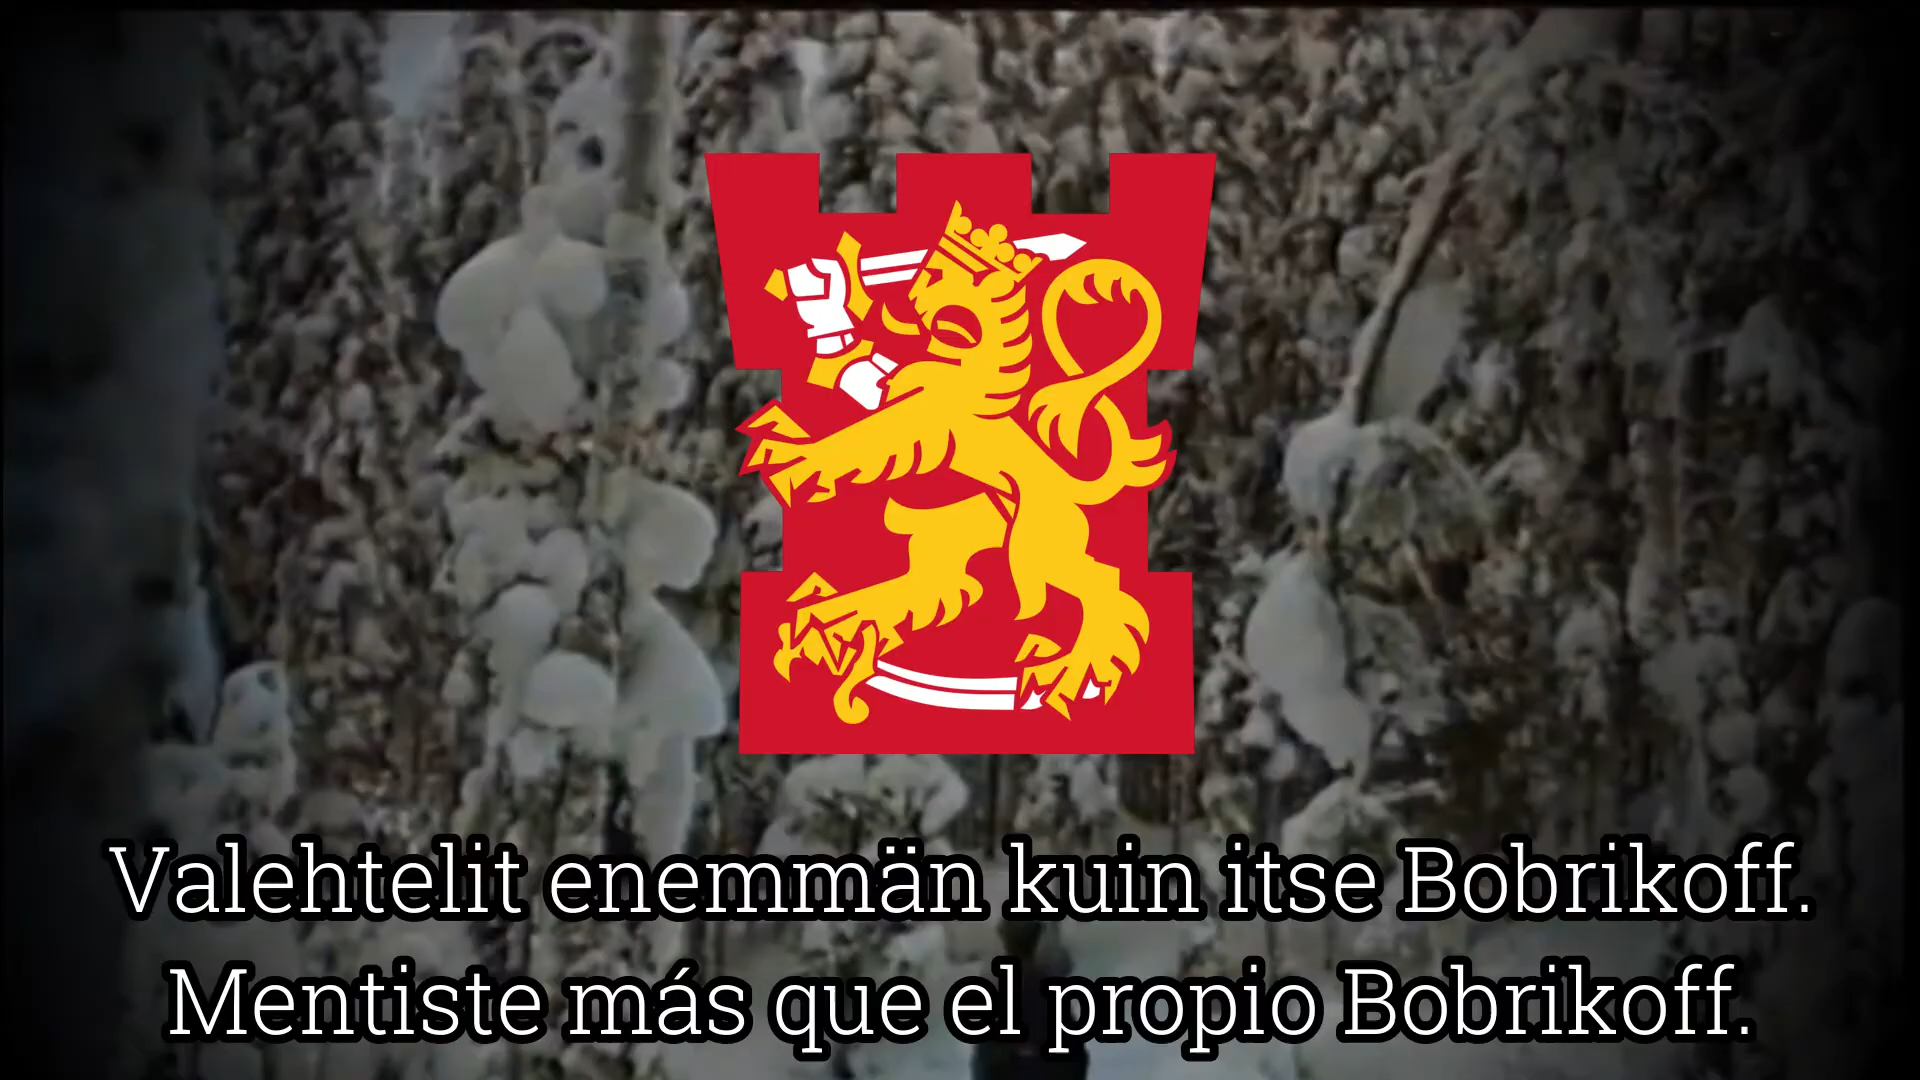 Valehtelit enemmän kuin itse Bobrikoff.
Mentiste más que el propio Bobrikoff.